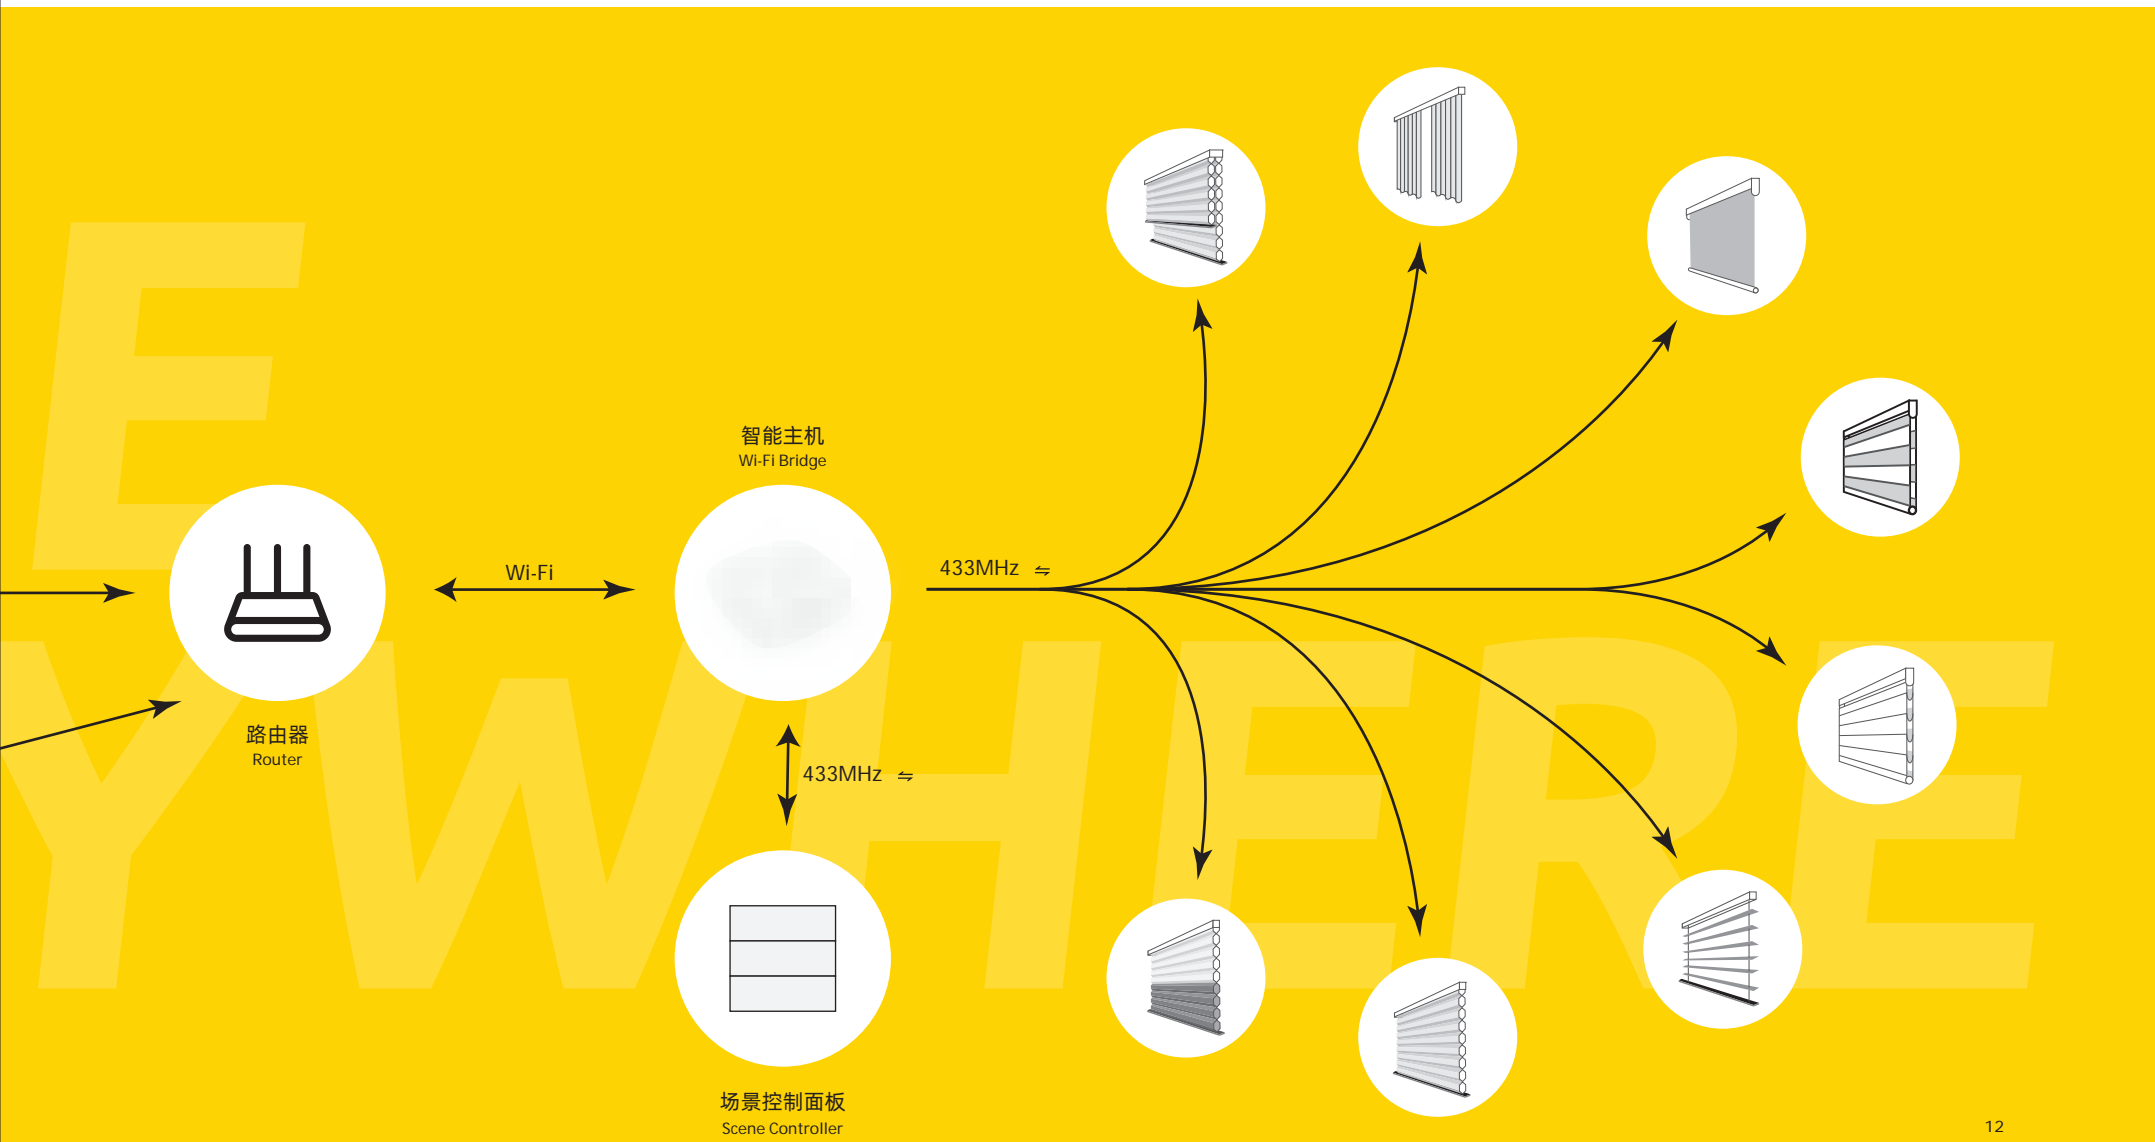 E
YWHERE
智能主机
Wi-Fi Bridge
Wi-Fi
433MHz ⇋
路由器
Router
433MHz ⇋
场景控制面板
Scene Controller
12